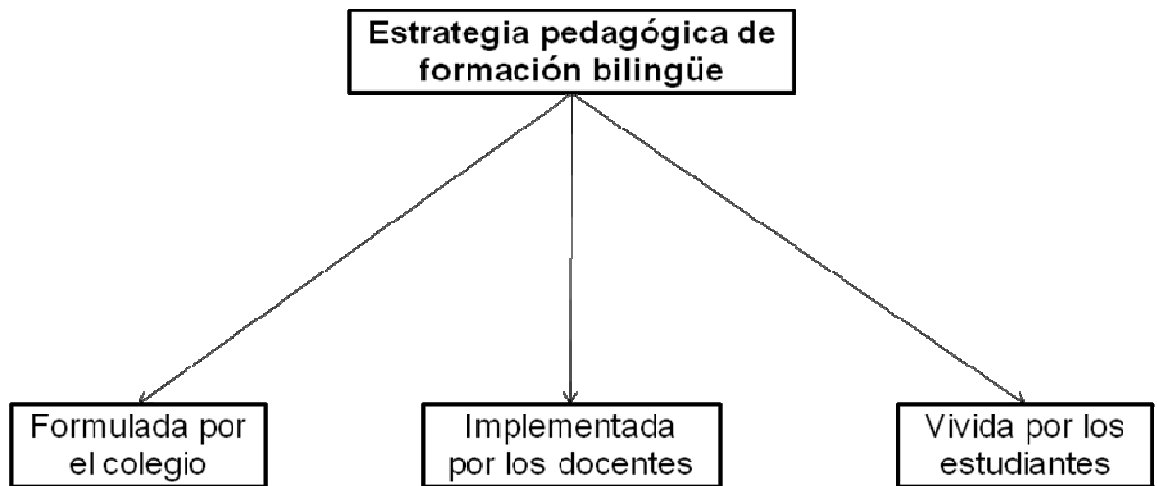 Estrategia pedagógica de
formación bilingüe
Formulada por
el colegio
Implementada
por los docentes
Vivida por los
estudiantes